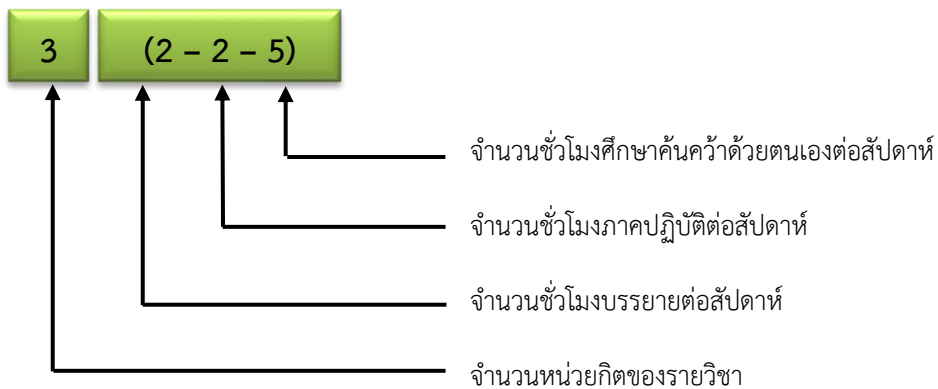 3 (2 – 2 – 5)
จำนวนชั่วโมงศึกษาค้นคว้าด้วยตนเองต่อสัปดาห์
จำนวนชั่วโมงภาคปฏิบัติต่อสัปดาห์
จำนวนชั่วโมงบรรยายต่อสัปดาห์
จำนวนหน่วยกิตของรายวิชา